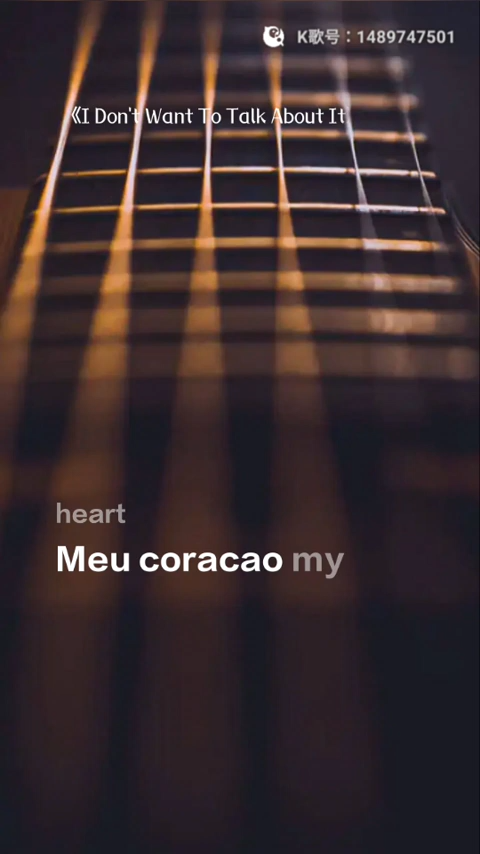 K歌号：1489747501
《I Don't Want To Talk About It
heart
Meu coracao my